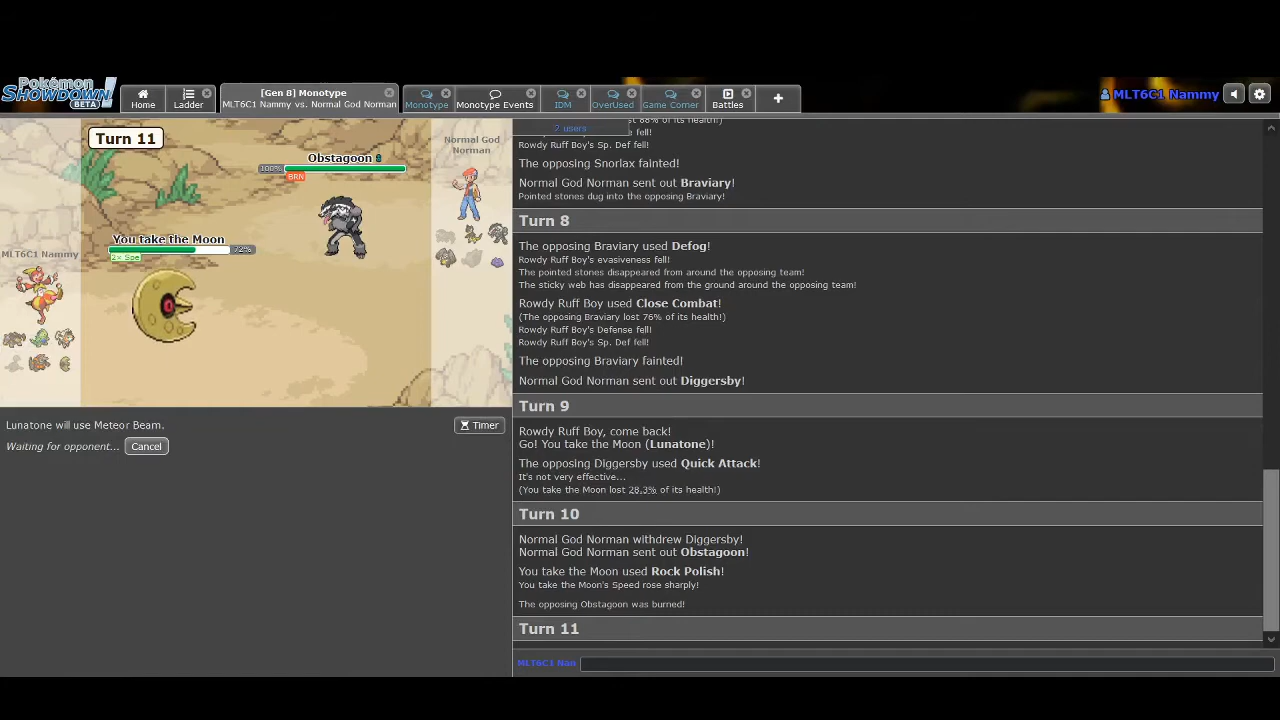 Pokémon
SHOWDOWN!
BETA
Home
Ladder
[Gen 8] Monotype
MLT6C1 Nammy vs. Normal God Norman
Monotype
Monotype Events
IDM
OverUsed
Game Corner
Battles
MLT6C1 Nammy
Turn 11
Normal God
Norman
Obstagoon
100%
BRN
You take the Moon
72%
2x Spe
MLT6C1 Nammy
Lunatone will use Meteor Beam.
Timer
Waiting for opponent... Cancel
2 users
Rowdy Ruff Boy's Sp. Def fell!
The opposing Snorlax fainted!
Normal God Norman sent out Braviary!
Pointed stones dug into the opposing Braviary!
Turn 8
The opposing Braviary used Defog!
Rowdy Ruff Boy's evasiveness fell!
The pointed stones disappeared from around the opposing team!
The sticky web has disappeared from the ground around the opposing team!
Rowdy Ruff Boy used Close Combat!
(The opposing Braviary lost 76% of its health!)
Rowdy Ruff Boy's Defense fell!
Rowdy Ruff Boy's Sp. Def fell!
The opposing Braviary fainted!
Normal God Norman sent out Diggersby!
Turn 9
Rowdy Ruff Boy, come back!
Go! You take the Moon (Lunatone)!
The opposing Diggersby used Quick Attack!
It's not very effective...
(You take the Moon lost 28.3% of its health!)
Turn 10
Normal God Norman withdrew Diggersby!
Normal God Norman sent out Obstagoon!
You take the Moon used Rock Polish!
You take the Moon's Speed rose sharply!
The opposing Obstagoon was burned!
Turn 11
MLT6C1 Nan